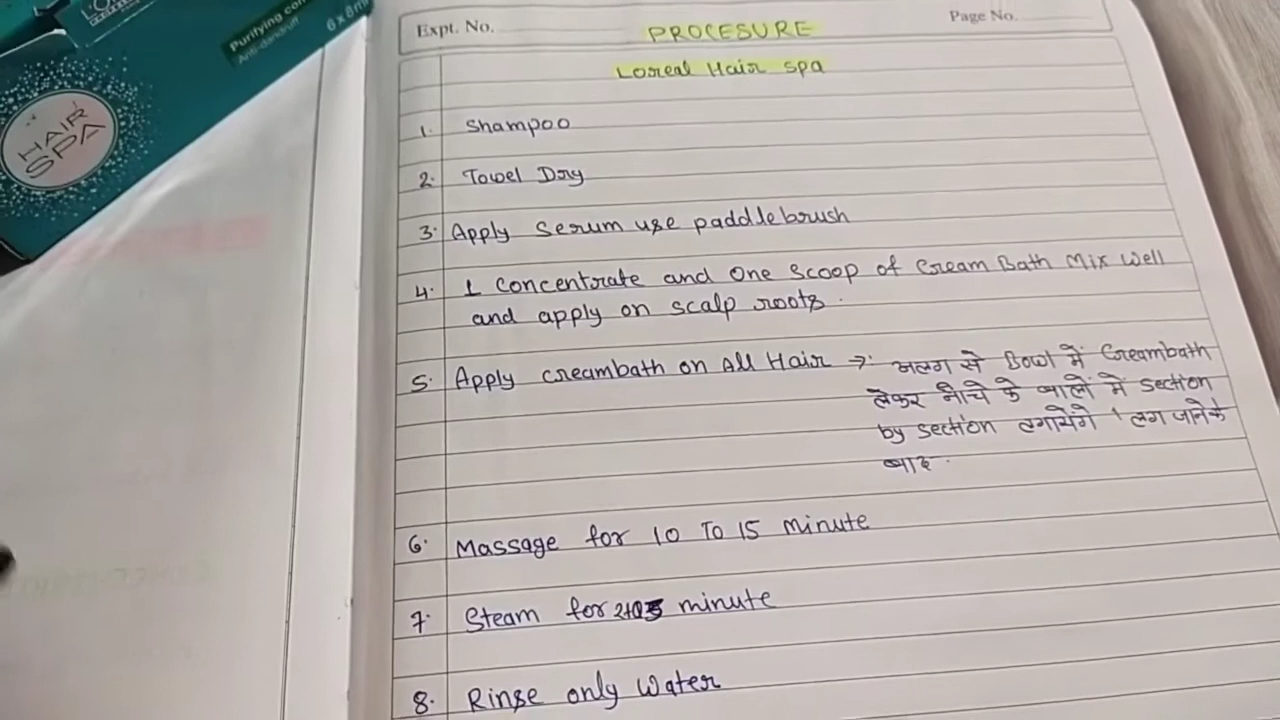 Purifying con
Anti-dandruff
6 x 6m
HAIR
SPA
Expt. No.
Page No.
PROCESURE
Loreal Hair spa
1. Shampoo
2. Towel Dry
3. Apply Serum use paddlebrush
4. 1 Concentrate and One Scoop of Cream Bath Mix Well
and apply on scalp roots.
5. Apply creambath on All Hair →: अलग से Bowl में Creambath
लेकर नीचे के बालों में Section
by section लगायेंगे । लग जाने के
बाद.
6. Massage for 10 To 15 minute
7. Steam for minute
8. Rinse only Water